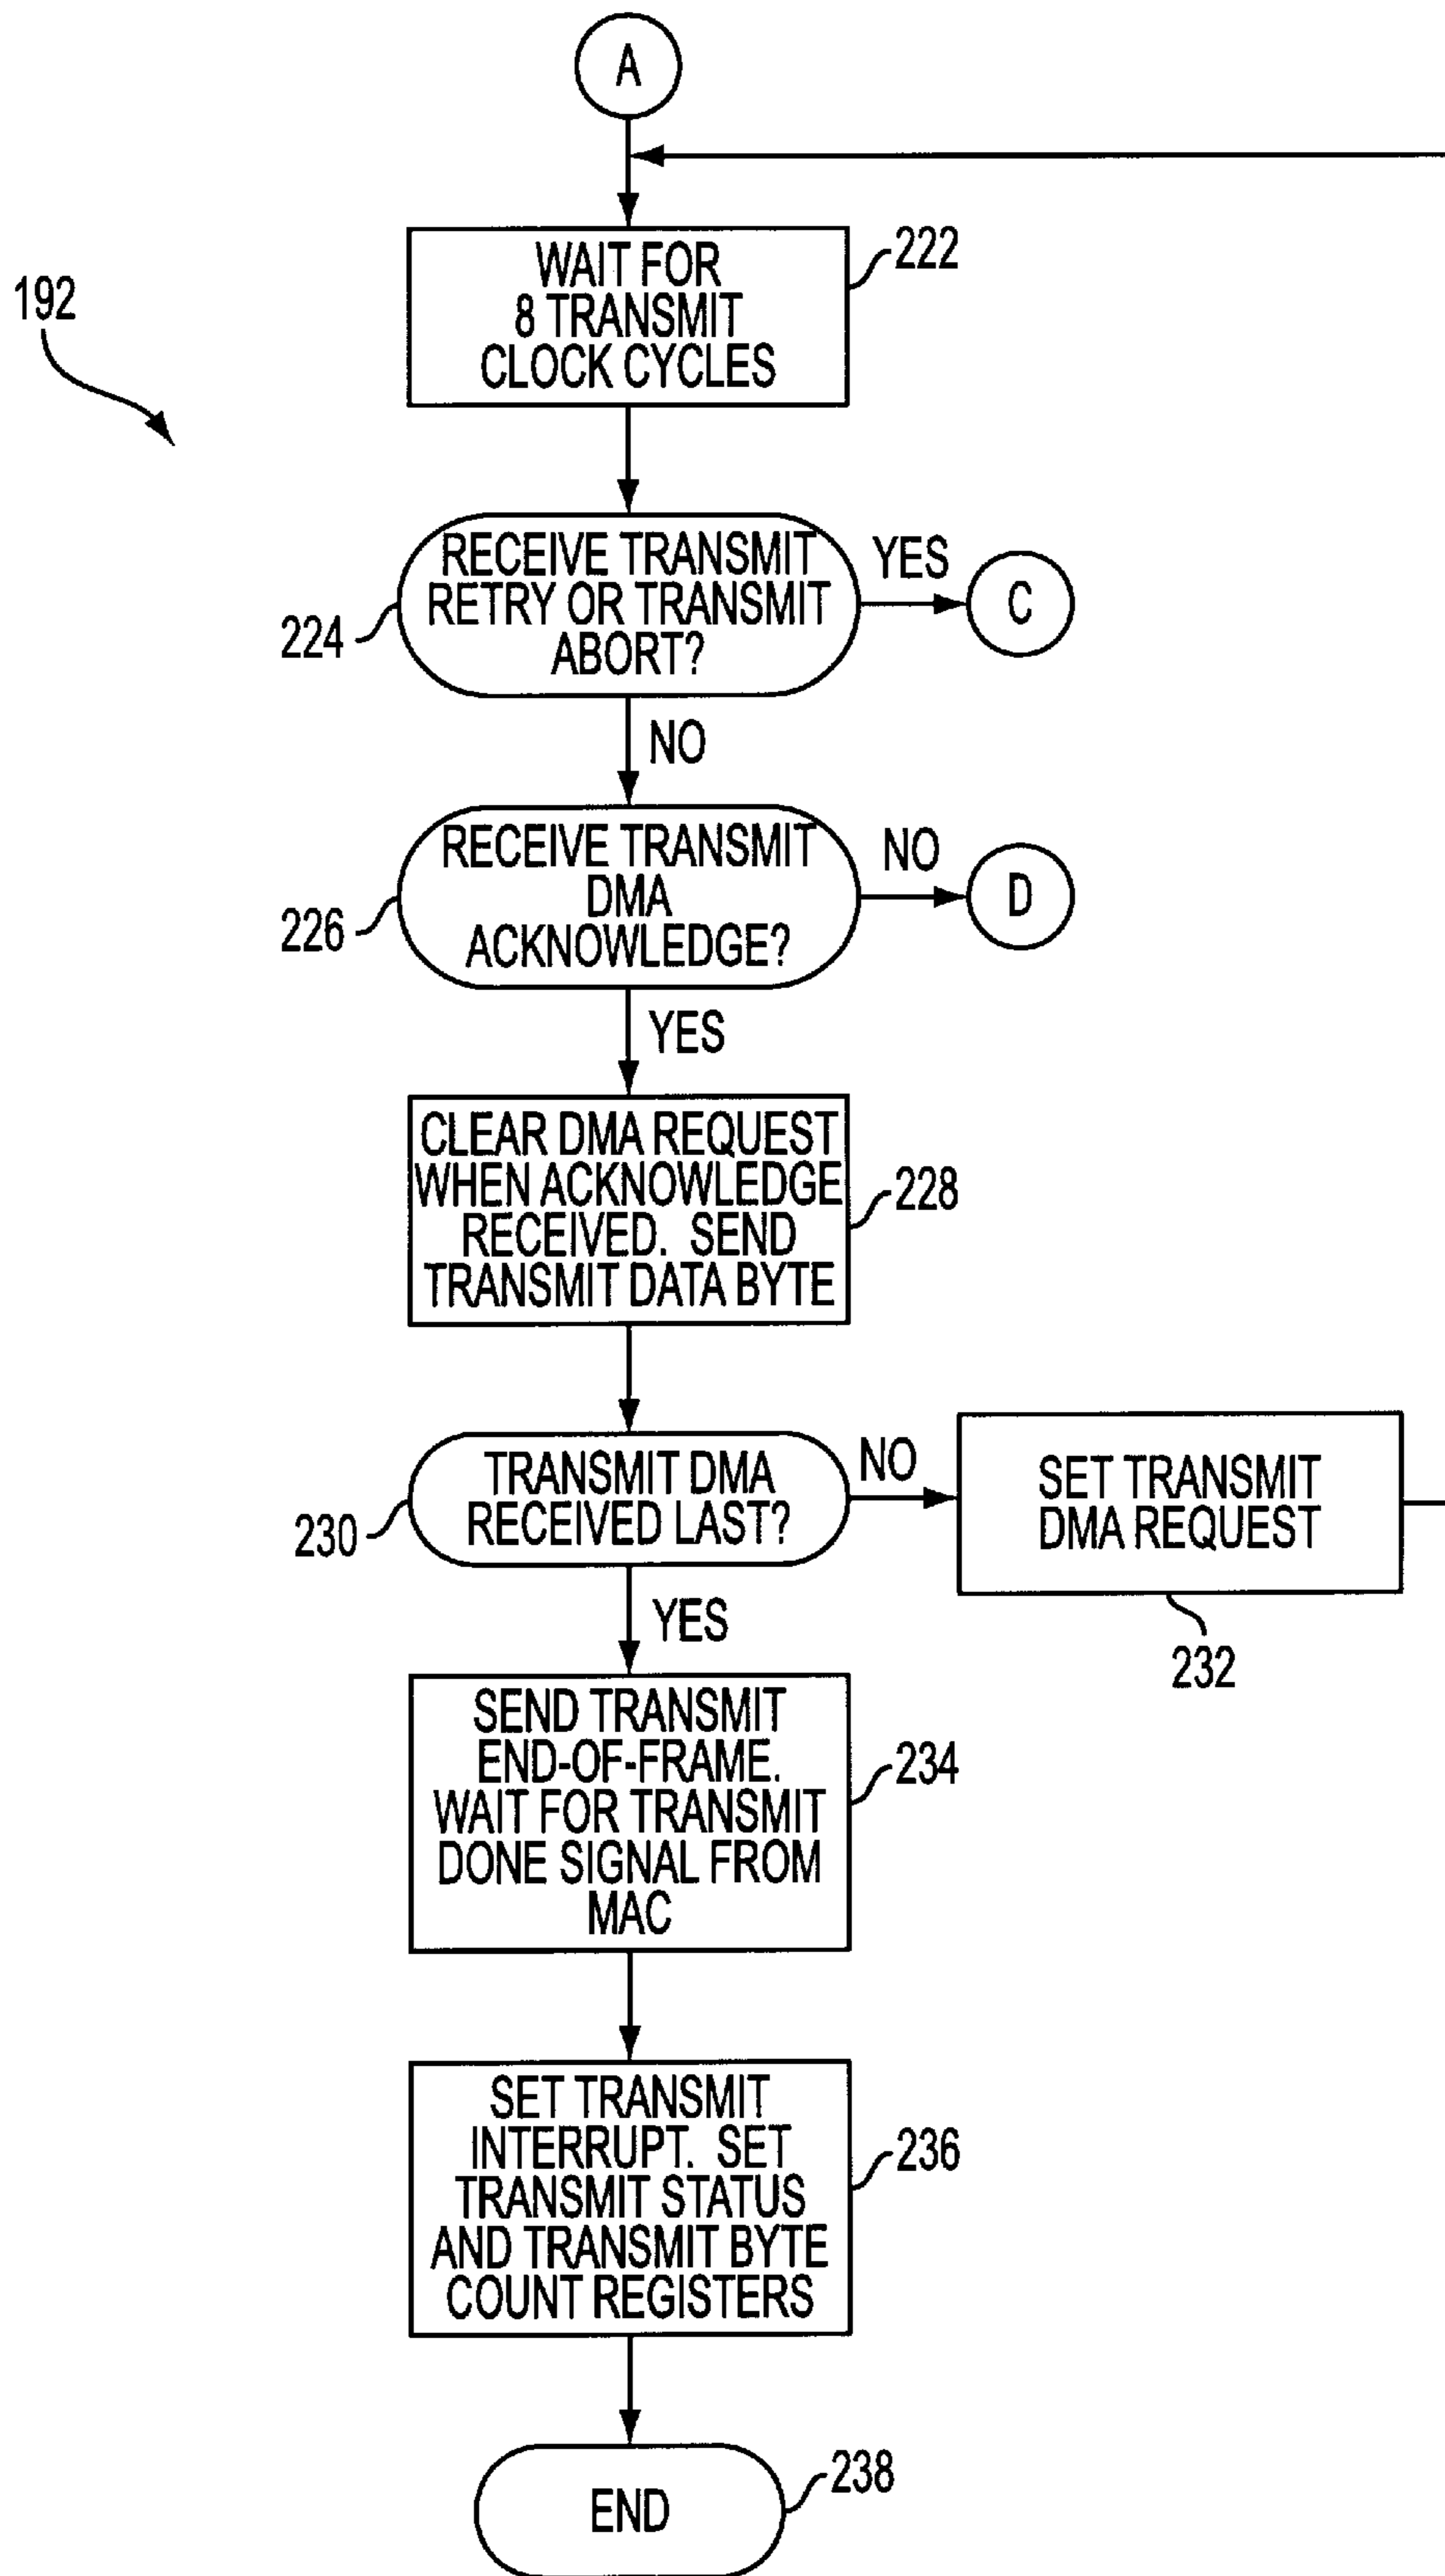 A
192
WAIT FOR
8 TRANSMIT
CLOCK CYCLES
222
RECEIVE TRANSMIT
RETRY OR TRANSMIT
ABORT?
224
YES
C
NO
RECEIVE TRANSMIT
DMA
ACKNOWLEDGE?
226
NO
D
YES
CLEAR DMA REQUEST
WHEN ACKNOWLEDGE
RECEIVED. SEND
TRANSMIT DATA BYTE
228
TRANSMIT DMA
RECEIVED LAST?
230
NO
SET TRANSMIT
DMA REQUEST
232
YES
SEND TRANSMIT
END-OF-FRAME.
WAIT FOR TRANSMIT
DONE SIGNAL FROM
MAC
234
SET TRANSMIT
INTERRUPT. SET
TRANSMIT STATUS
AND TRANSMIT BYTE
COUNT REGISTERS
236
END
238